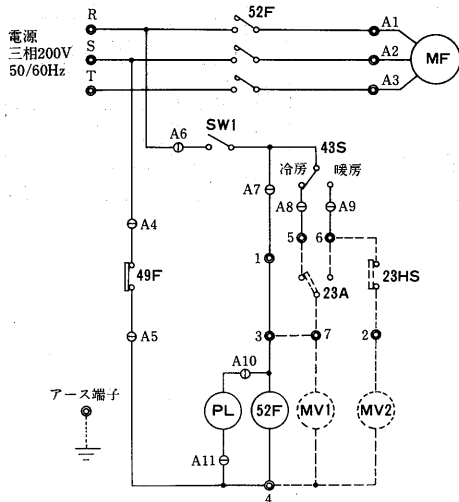 電源
三相200V
50/60Hz
R
S
T
52F
A1
A2
A3
MF
A6
SW1
43S
冷房
暖房
A7
A8
A9
A4
49F
1
5
6
23A
23HS
A5
3
7
2
アース端子
A10
PL
52F
MV1
MV2
A11
4